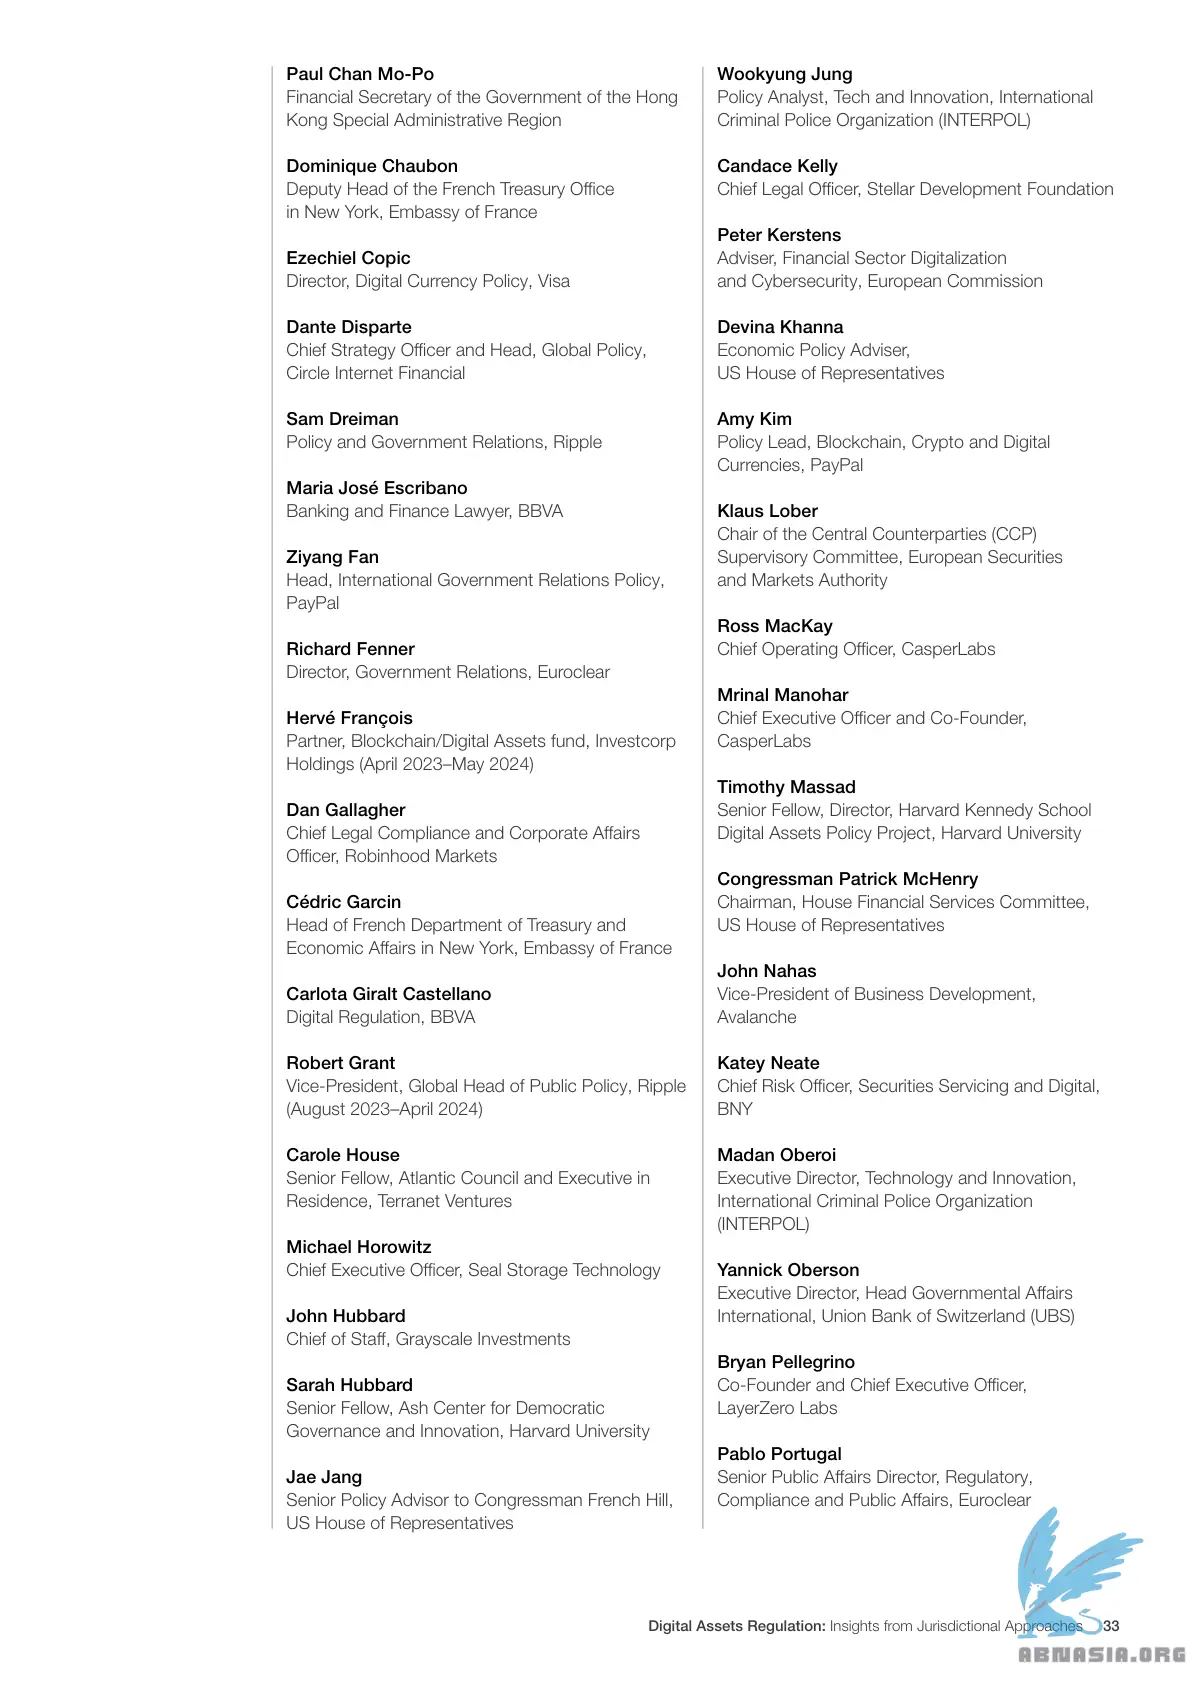 Paul Chan Mo-Po
Financial Secretary of the Government of the Hong
Kong Special Administrative Region
Dominique Chaubon
Deputy Head of the French Treasury Office
in New York, Embassy of France
Ezechiel Copic
Director, Digital Currency Policy, Visa
Dante Disparte
Chief Strategy Officer and Head, Global Policy,
Circle Internet Financial
Sam Dreiman
Policy and Government Relations, Ripple
Maria José Escribano
Banking and Finance Lawyer, BBVA
Ziyang Fan
Head, International Government Relations Policy,
PayPal
Richard Fenner
Director, Government Relations, Euroclear
Hervé François
Partner, Blockchain/Digital Assets fund, Investcorp
Holdings (April 2023–May 2024)
Dan Gallagher
Chief Legal Compliance and Corporate Affairs
Officer, Robinhood Markets
Cédric Garcin
Head of French Department of Treasury and
Economic Affairs in New York, Embassy of France
Carlota Giralt Castellano
Digital Regulation, BBVA
Robert Grant
Vice-President, Global Head of Public Policy, Ripple
(August 2023–April 2024)
Carole House
Senior Fellow, Atlantic Council and Executive in
Residence, Terranet Ventures
Michael Horowitz
Chief Executive Officer, Seal Storage Technology
John Hubbard
Chief of Staff, Grayscale Investments
Sarah Hubbard
Senior Fellow, Ash Center for Democratic
Governance and Innovation, Harvard University
Jae Jang
Senior Policy Advisor to Congressman French Hill,
US House of Representatives
Wookyung Jung
Policy Analyst, Tech and Innovation, International
Criminal Police Organization (INTERPOL)
Candace Kelly
Chief Legal Officer, Stellar Development Foundation
Peter Kerstens
Adviser, Financial Sector Digitalization
and Cybersecurity, European Commission
Devina Khanna
Economic Policy Adviser,
US House of Representatives
Amy Kim
Policy Lead, Blockchain, Crypto and Digital
Currencies, PayPal
Klaus Lober
Chair of the Central Counterparties (CCP)
Supervisory Committee, European Securities
and Markets Authority
Ross MacKay
Chief Operating Officer, CasperLabs
Mrinal Manohar
Chief Executive Officer and Co-Founder,
CasperLabs
Timothy Massad
Senior Fellow, Director, Harvard Kennedy School
Digital Assets Policy Project, Harvard University
Congressman Patrick McHenry
Chairman, House Financial Services Committee,
US House of Representatives
John Nahas
Vice-President of Business Development,
Avalanche
Katey Neate
Chief Risk Officer, Securities Servicing and Digital,
BNY
Madan Oberoi
Executive Director, Technology and Innovation,
International Criminal Police Organization
(INTERPOL)
Yannick Oberson
Executive Director, Head Governmental Affairs
International, Union Bank of Switzerland (UBS)
Bryan Pellegrino
Co-Founder and Chief Executive Officer,
LayerZero Labs
Pablo Portugal
Senior Public Affairs Director, Regulatory,
Compliance and Public Affairs, Euroclear
Digital Assets Regulation: Insights from Jurisdictional Approaches 33
ABNASIA.ORG